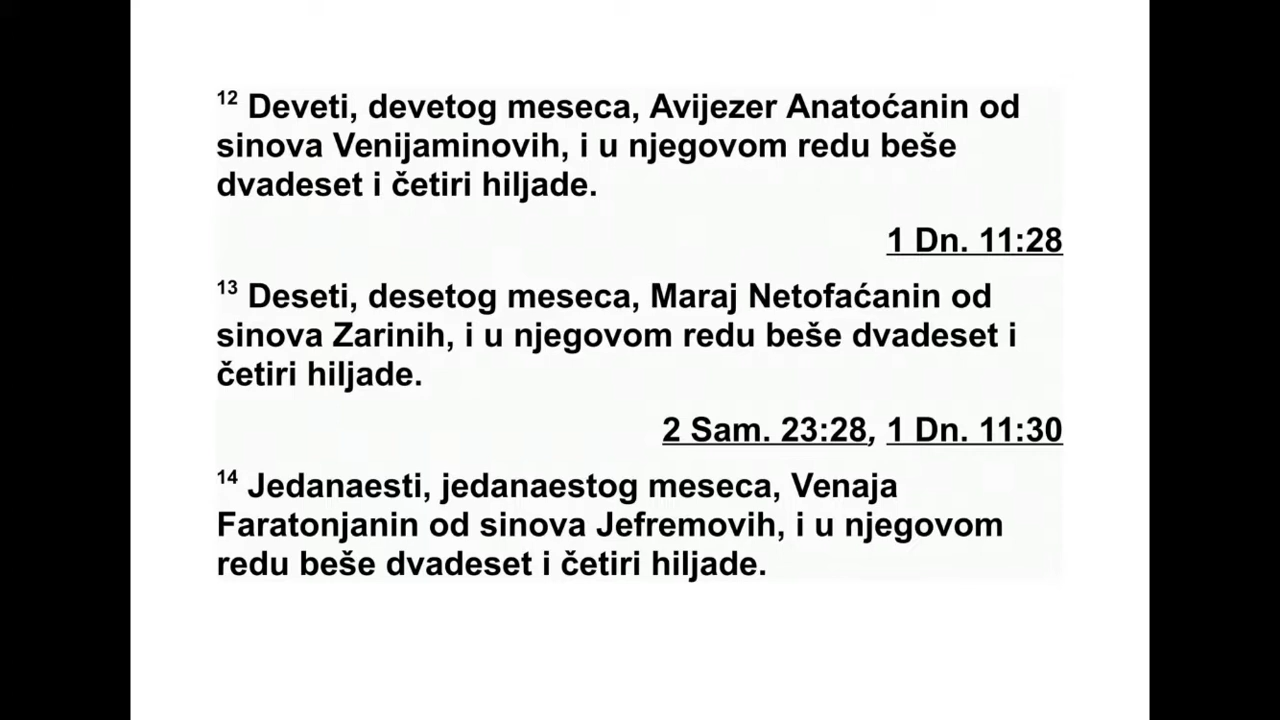 12 Deveti, devetog meseca, Avijezer Anatoćanin od
sinova Venijaminovih, i u njegovom redu beše
dvadeset i četiri hiljade.
1 Dn. 11:28
13 Deseti, desetog meseca, Maraj Netofaćanin od
sinova Zarinih, i u njegovom redu beše dvadeset i
četiri hiljade.
2 Sam. 23:28, 1 Dn. 11:30
14 Jedanaesti, jedanaestog meseca, Venaja
Faratonjanin od sinova Jefremovih, i u njegovom
redu beše dvadeset i četiri hiljade.